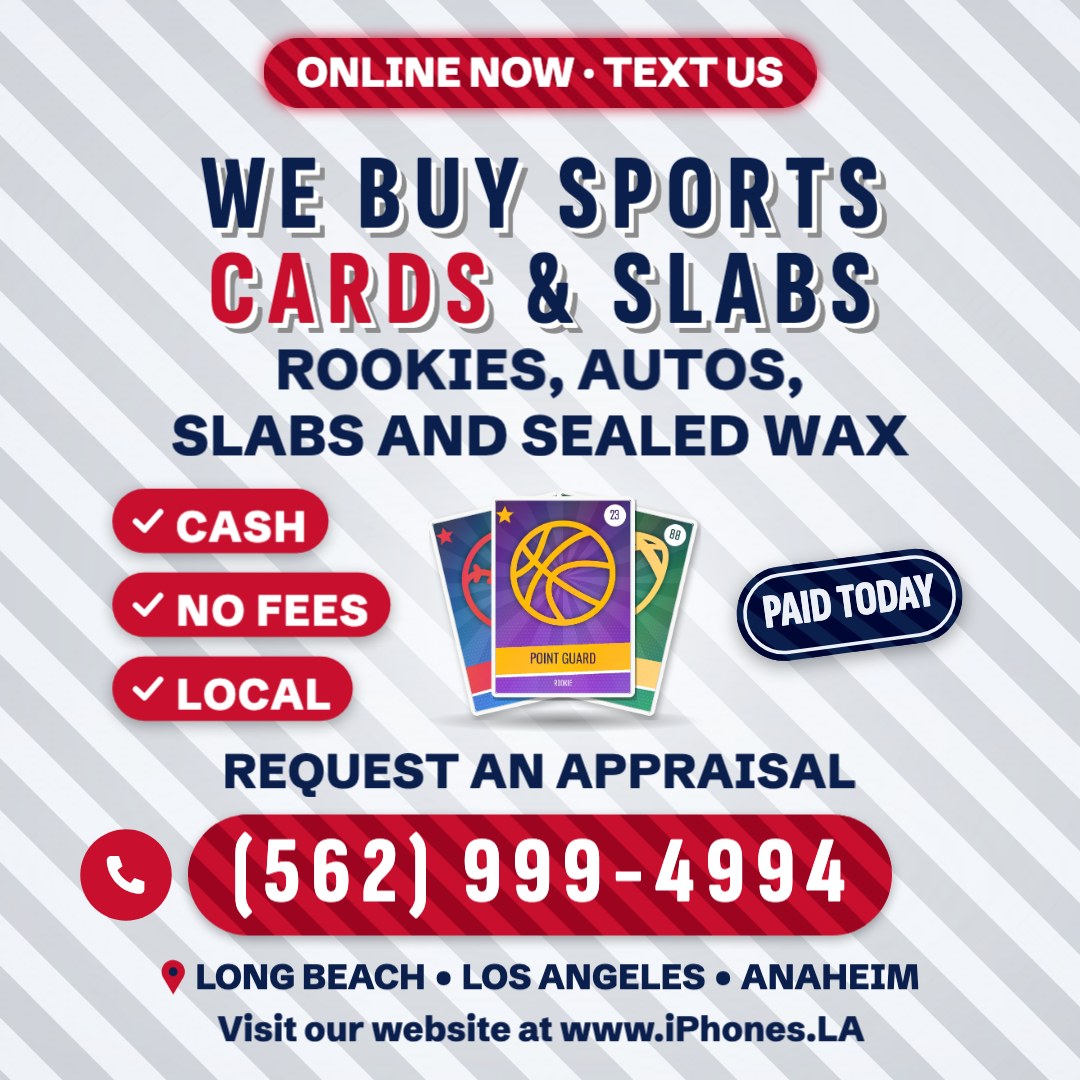 ONLINE NOW • TEXT US
WE BUY SPORTS
CARDS & SLABS
ROOKIES, AUTOS,
SLABS AND SEALED WAX
CASH
NO FEES
LOCAL
23
88
POINT GUARD
ROOKIE
PAID TODAY
REQUEST AN APPRAISAL
(562) 999-4994
LONG BEACH • LOS ANGELES • ANAHEIM
Visit our website at www.iPhones.LA